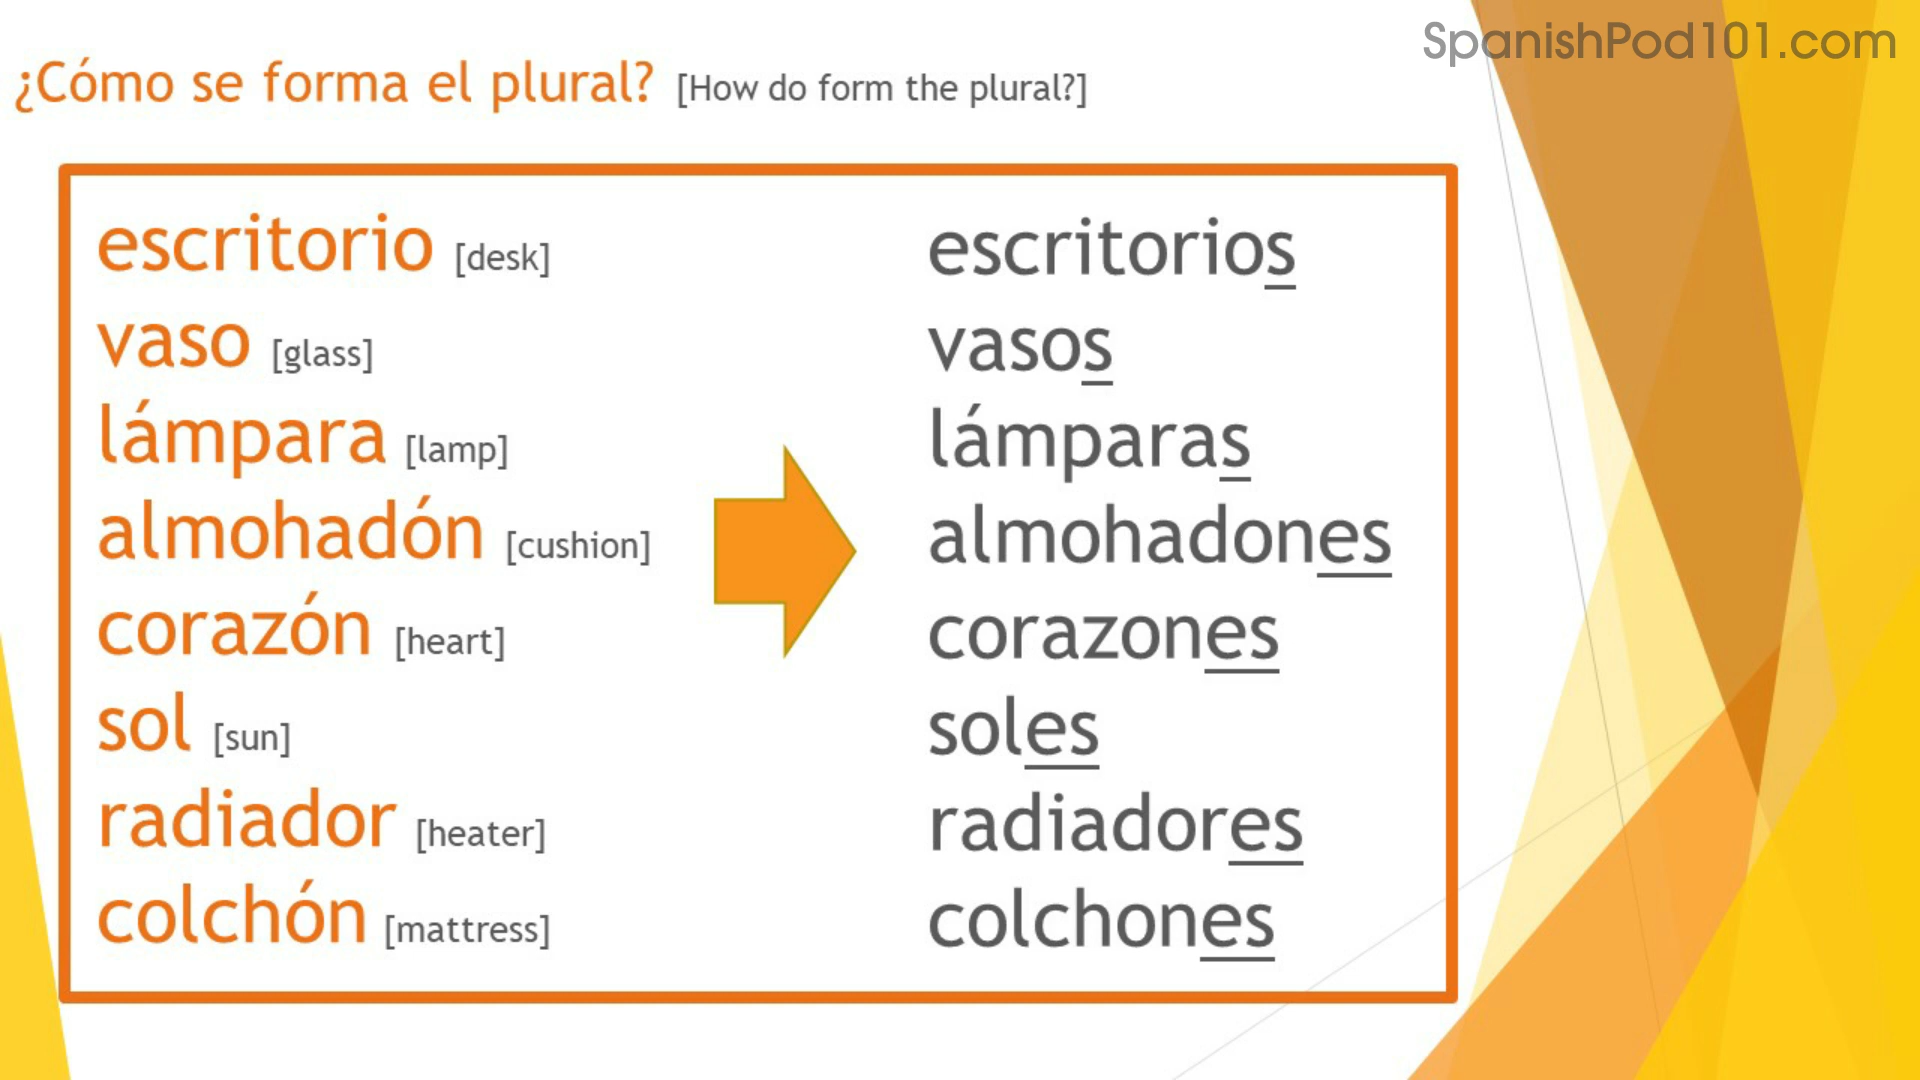 SpanishPod101.com
¿Cómo se forma el plural? [How do form the plural?]
escritorio [desk] escritorios
vaso [glass] vasos
lámpara [lamp] lámparas
almohadón [cushion] almohadones
corazón [heart] corazones
sol [sun] soles
radiador [heater] radiadores
colchón [mattress] colchones